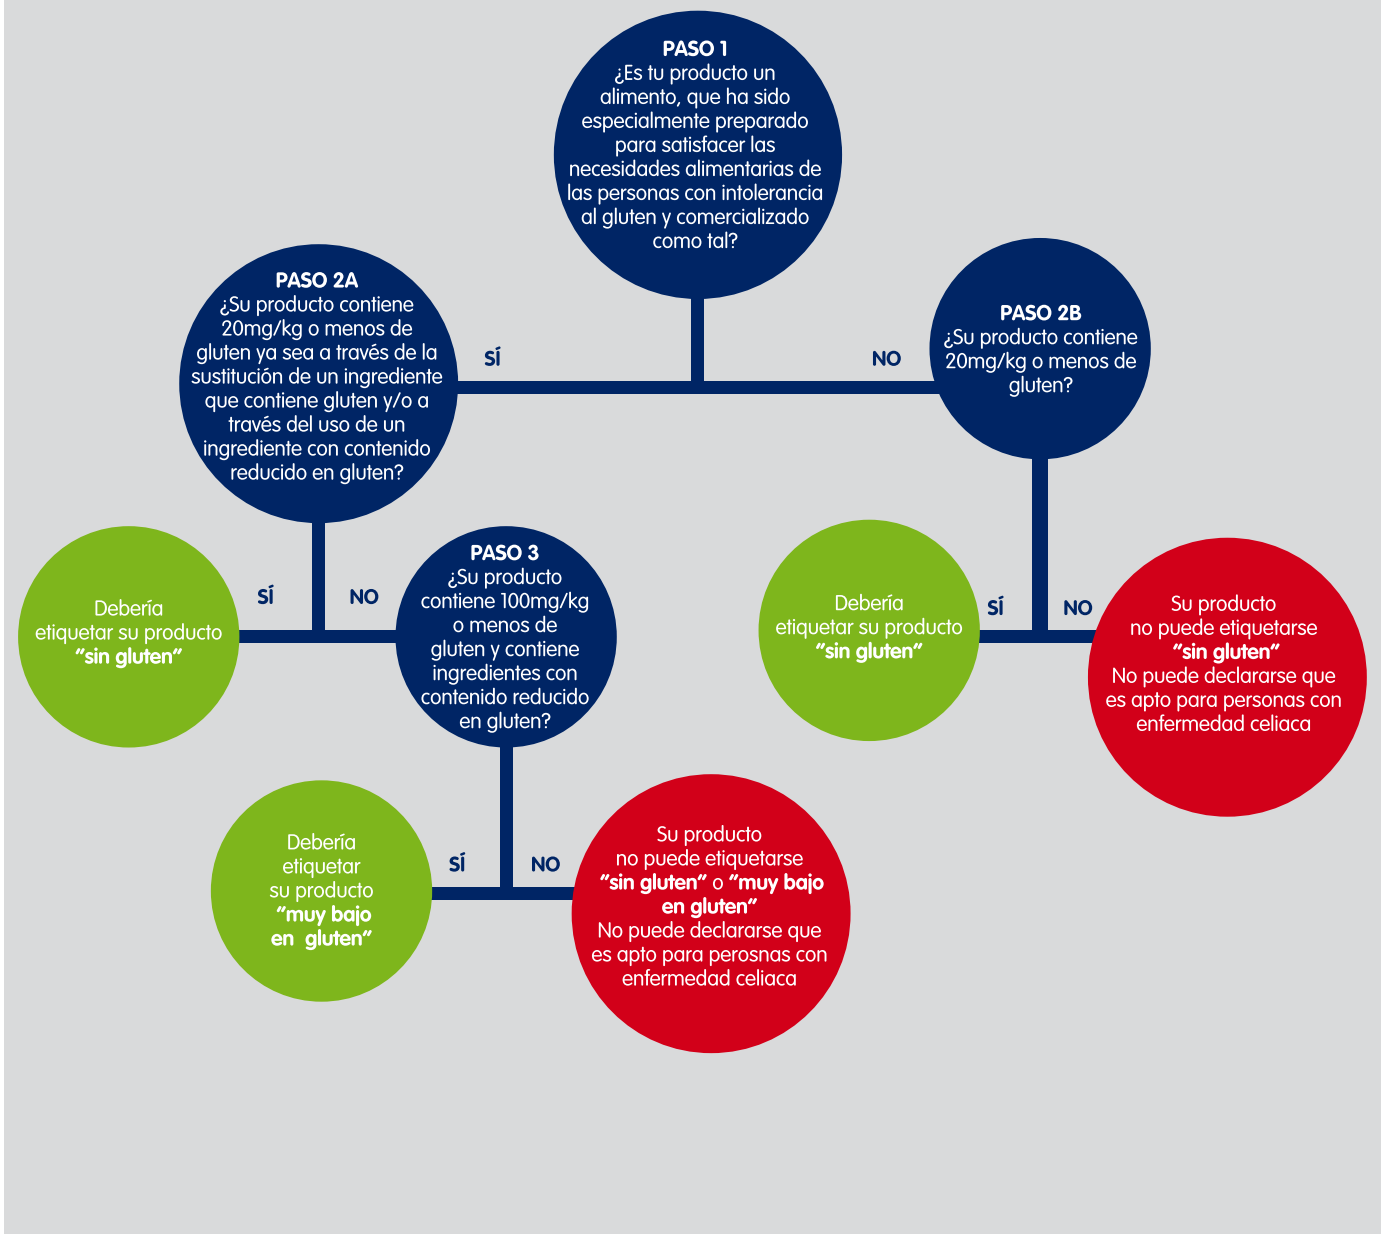 PASO 1
¿Es tu producto un
alimento, que ha sido
especialmente preparado
para satisfacer las
necesidades alimentarias de
las personas con intolerancia
al gluten y comercializado
como tal?
SÍ
NO
PASO 2A
¿Su producto contiene
20mg/kg o menos de
gluten ya sea a través de la
sustitución de un ingrediente
que contiene gluten y/o a
través del uso de un
ingrediente con contenido
reducido en gluten?
PASO 2B
¿Su producto contiene
20mg/kg o menos de
gluten?
SÍ
NO
Debería
etiquetar su producto
“sin gluten”
PASO 3
¿Su producto
contiene 100mg/kg
o menos de
gluten y contiene
ingredientes con
contenido reducido
en gluten?
SÍ
NO
Debería
etiquetar su producto
“sin gluten”
Su producto
no puede etiquetarse
“sin gluten”
No puede declararse que
es apto para personas con
enfermedad celiaca
SÍ
NO
Debería
etiquetar
su producto
“muy bajo
en gluten”
Su producto
no puede etiquetarse
“sin gluten” o “muy bajo
en gluten”
No puede declararse que
es apto para perosnas con
enfermedad celiaca